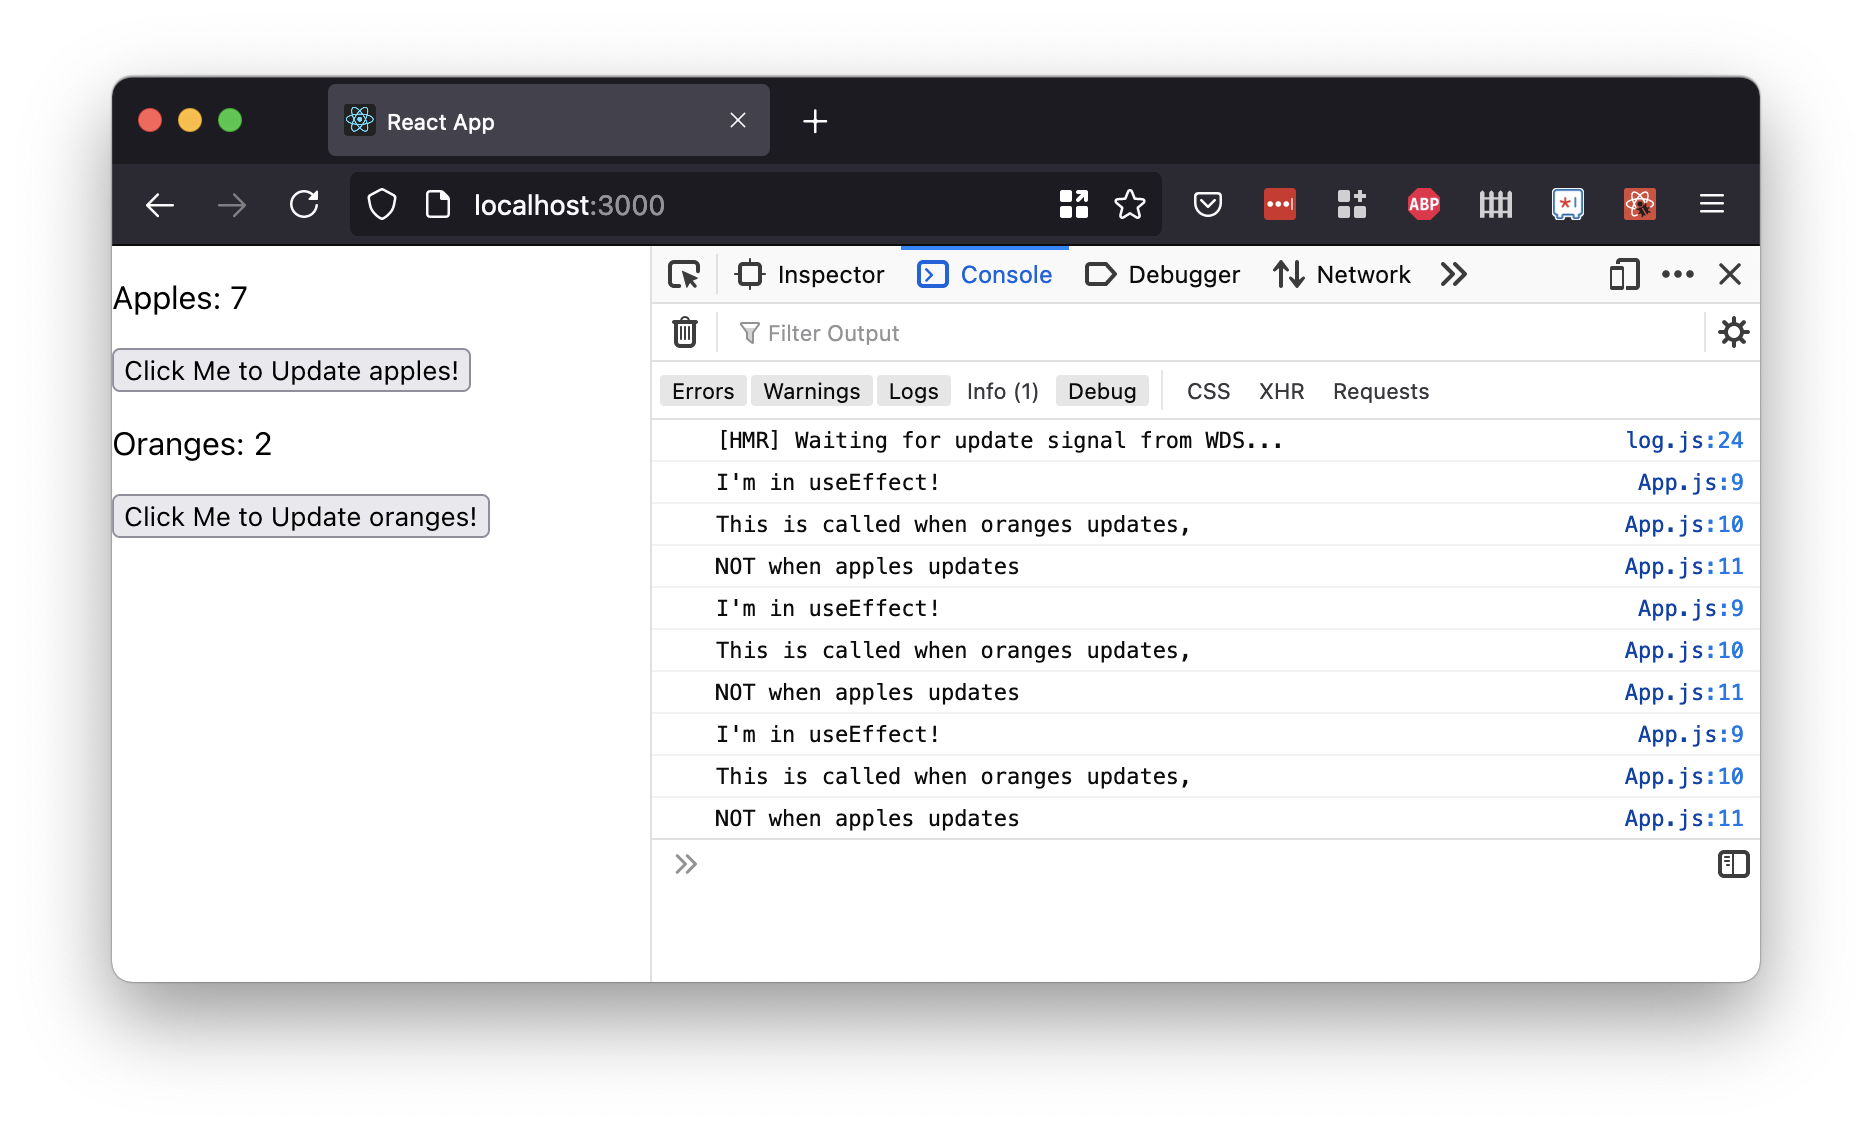 React App
localhost:3000
ABP
Apples: 7
Click Me to Update apples!
Oranges: 2
Click Me to Update oranges!
Inspector Console Debugger Network
Filter Output
Errors Warnings Logs Info (1) Debug CSS XHR Requests
[HMR] Waiting for update signal from WDS... log.js:24
I'm in useEffect! App.js:9
This is called when oranges updates, App.js:10
NOT when apples updates App.js:11
I'm in useEffect! App.js:9
This is called when oranges updates, App.js:10
NOT when apples updates App.js:11
I'm in useEffect! App.js:9
This is called when oranges updates, App.js:10
NOT when apples updates App.js:11